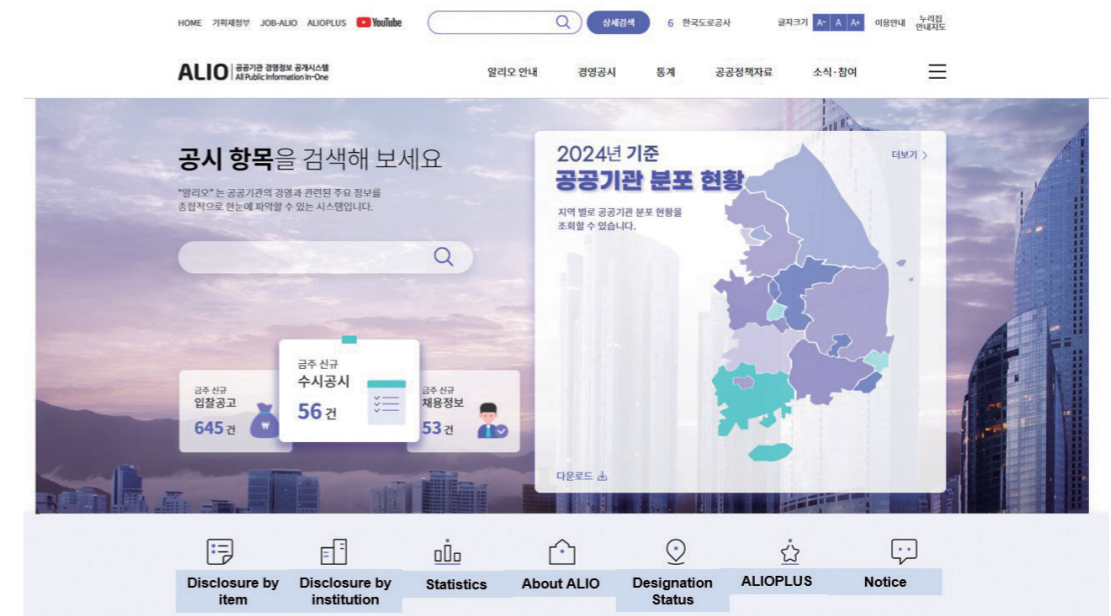 HOME 기획재정부 JOB-ALIO ALIOPLUS YouTube 상세검색 6 한국도로공사 글자크기 A- A A+ 이용안내 누리집
안내지도
ALIO 공공기관 경영정보 공개시스템
All Public Information In-One
알리오 안내 경영공시 통계 공공정책자료 소식·참여
공시 항목을 검색해 보세요
"알리오" 는 공공기관의 경영과 관련된 주요 정보를
종합적으로 한눈에 파악할 수 있는 시스템입니다.
2024년 기준
더보기 〉
공공기관 분포 현황
지역 별로 공공기관 분포 현황을
조회할 수 있습니다.
금주 신규
입찰공고
645 건
금주 신규
수시공시
56 건
금주 신규
채용정보
53 건
다운로드
Disclosure by
item
Disclosure by
institution
Statistics
About ALIO
Designation
Status
ALIOPLUS
Notice